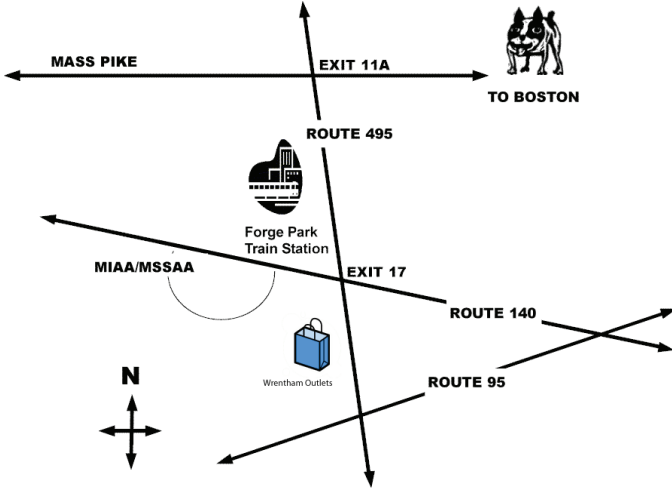 MASS PIKE
EXIT 11A
TO BOSTON
ROUTE 495
Forge Park
Train Station
MIAA/MSSAA
EXIT 17
ROUTE 140
Wrentham Outlets
N
ROUTE 95